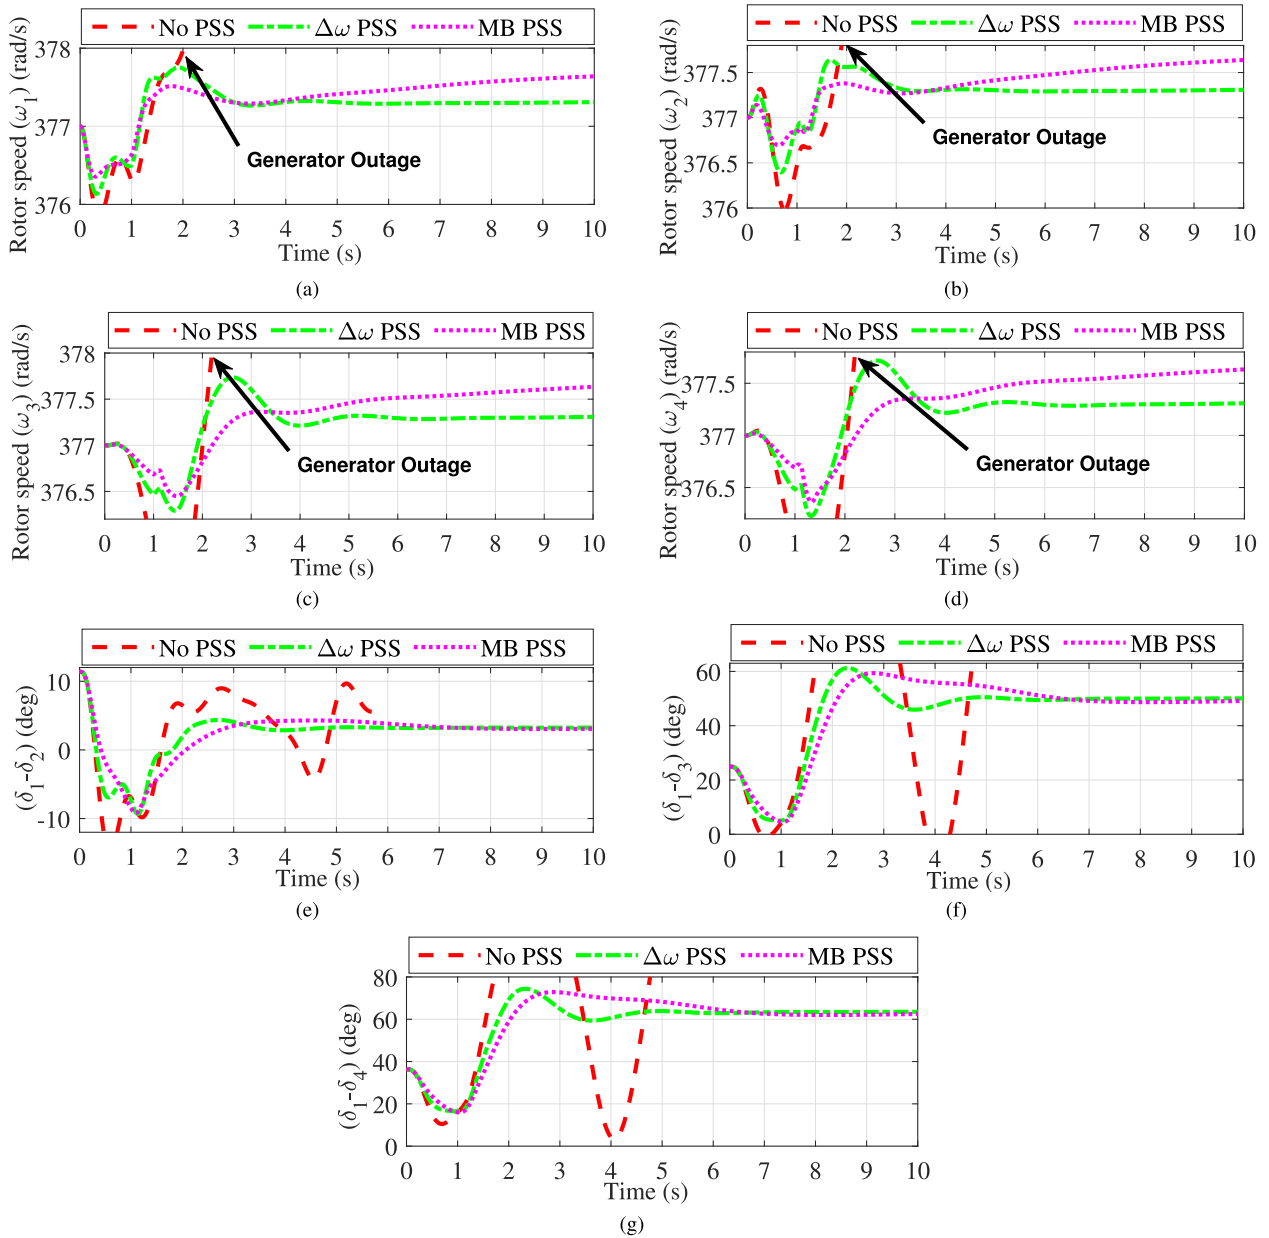 No PSS Δω PSS MB PSS
Rotor speed (ω1) (rad/s)
378
377
376
Generator Outage
0 1 2 3 4 5 6 7 8 9 10
Time (s)
(a)
No PSS Δω PSS MB PSS
Rotor speed (ω2) (rad/s)
377.5
377
376.5
376
Generator Outage
0 1 2 3 4 5 6 7 8 9 10
Time (s)
(b)
No PSS Δω PSS MB PSS
Rotor speed (ω3) (rad/s)
378
377.5
377
376.5
Generator Outage
0 1 2 3 4 5 6 7 8 9 10
Time (s)
(c)
No PSS Δω PSS MB PSS
Rotor speed (ω4) (rad/s)
377.5
377
376.5
Generator Outage
0 1 2 3 4 5 6 7 8 9 10
Time (s)
(d)
No PSS Δω PSS MB PSS
(δ1-δ2) (deg)
10
0
-10
0 1 2 3 4 5 6 7 8 9 10
Time (s)
(e)
No PSS Δω PSS MB PSS
(δ1-δ3) (deg)
60
40
20
0
0 1 2 3 4 5 6 7 8 9 10
Time (s)
(f)
No PSS Δω PSS MB PSS
(δ1-δ4) (deg)
80
60
40
20
0
0 1 2 3 4 5 6 7 8 9 10
Time (s)
(g)